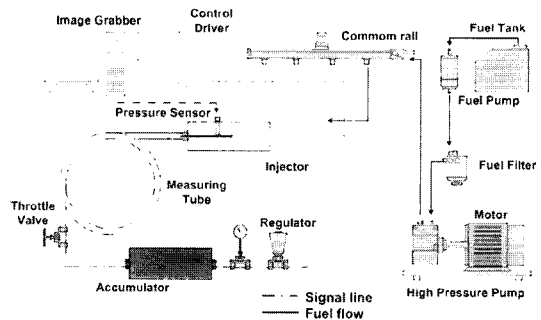 Image Grabber
Control
Driver
Commom rail
Fuel Tank
Fuel Pump
Pressure Sensor
Injector
Fuel Filter
Measuring
Tube
Throttle
Valve
Regulator
Motor
Accumulator
High Pressure Pump
Signal line
Fuel flow